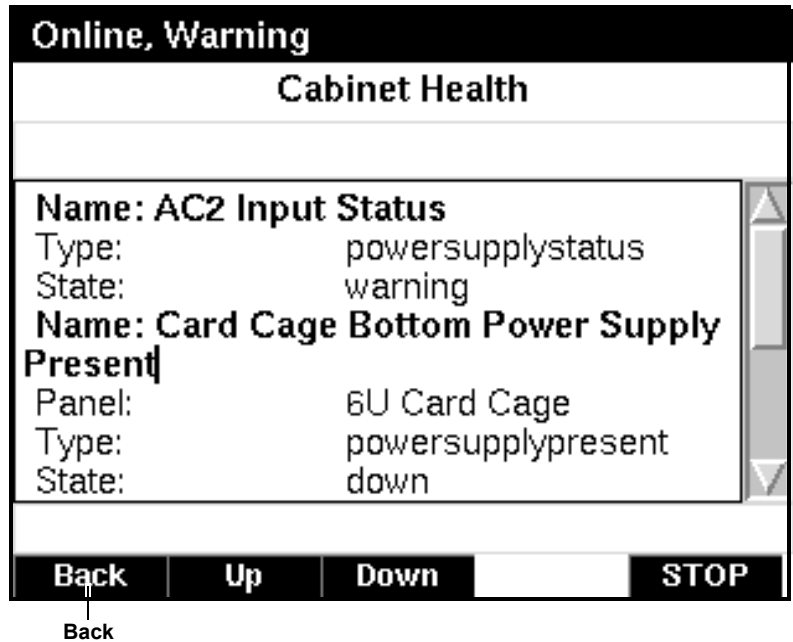 Online, Warning
Cabinet Health
Name: AC2 Input Status
Type: powersupplystatus
State: warning
Name: Card Cage Bottom Power Supply
Present
Panel: 6U Card Cage
Type: powersupplypresent
State: down
Back Up Down STOP
Back